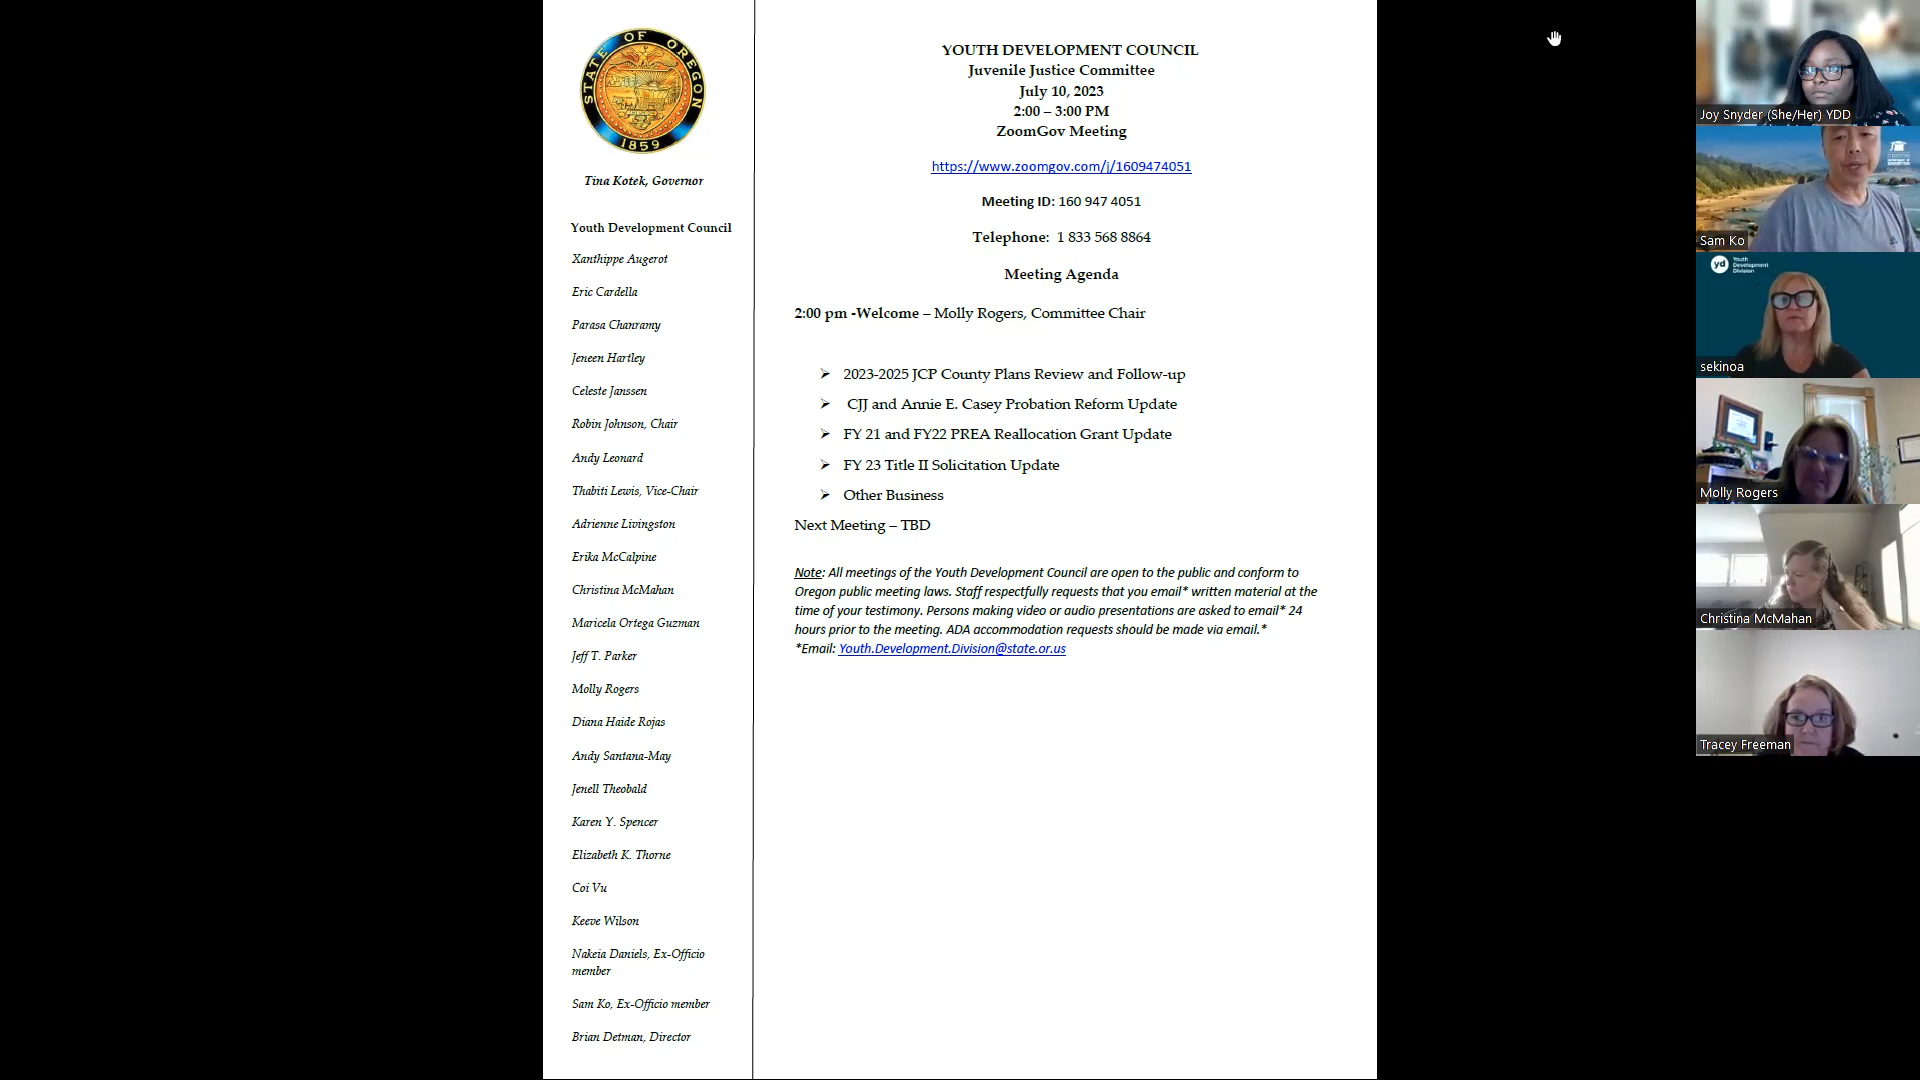 STATE OF OREGON
1859
Tina Kotek, Governor
Youth Development Council
Xanthippe Augerot
Eric Cardella
Parasa Chanramy
Jeneen Hartley
Celeste Janssen
Robin Johnson, Chair
Andy Leonard
Thabiti Lewis, Vice-Chair
Adrienne Livingston
Erika McCalpine
Christina McMahan
Maricela Ortega Guzman
Jeff T. Parker
Molly Rogers
Diana Haide Rojas
Andy Santana-May
Jenell Theobald
Karen Y. Spencer
Elizabeth K. Thorne
Coi Vu
Keeve Wilson
Nakeia Daniels, Ex-Officio
member
Sam Ko, Ex-Officio member
Brian Detman, Director
YOUTH DEVELOPMENT COUNCIL
Juvenile Justice Committee
July 10, 2023
2:00 – 3:00 PM
ZoomGov Meeting
https://www.zoomgov.com/j/1609474051
Meeting ID: 160 947 4051
Telephone: 1 833 568 8864
Meeting Agenda
2:00 pm -Welcome – Molly Rogers, Committee Chair
➢ 2023-2025 JCP County Plans Review and Follow-up
➢ CJJ and Annie E. Casey Probation Reform Update
➢ FY 21 and FY22 PREA Reallocation Grant Update
➢ FY 23 Title II Solicitation Update
➢ Other Business
Next Meeting – TBD
Note: All meetings of the Youth Development Council are open to the public and conform to
Oregon public meeting laws. Staff respectfully requests that you email* written material at the
time of your testimony. Persons making video or audio presentations are asked to email* 24
hours prior to the meeting. ADA accommodation requests should be made via email.*
*Email: Youth.Development.Division@state.or.us
Joy Snyder (She/Her) YDD
Sam Ko
yd Youth
Development
Division
sekinoa
Molly Rogers
Christina McMahan
Tracey Freeman